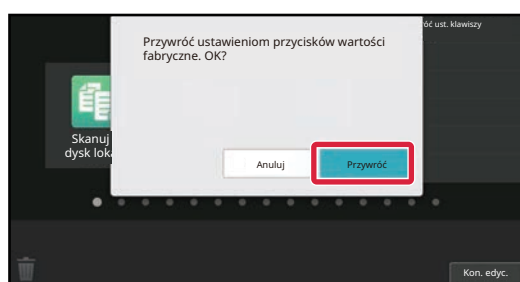 óć ust. klawiszy
Przywróć ustawieniom przycisków wartości
fabryczne. OK?
Skanuj
dysk lok
Anuluj
Przywróć
Kon. edyc.